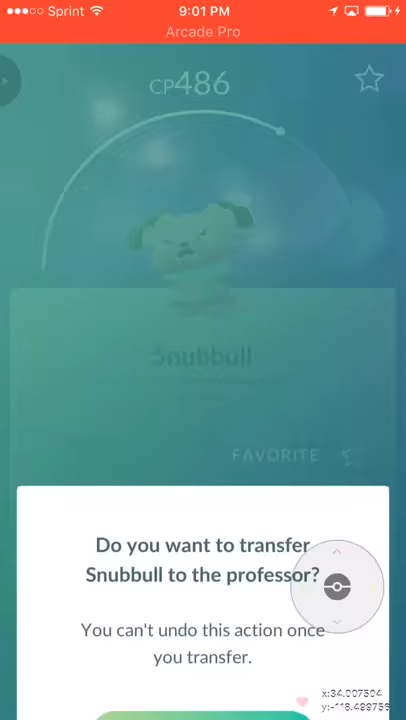 Sprint 9:01 PM
Arcade Pro
CP486
Snubbull
FAVORITE
Do you want to transfer
Snubbull to the professor?
You can't undo this action once
you transfer.
x:34.007504
y:-118.499756